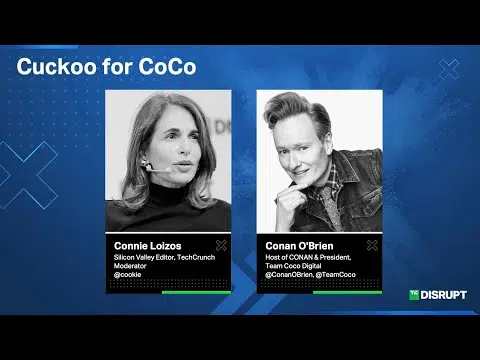 Cuckoo for CoCo
Connie Loizos
Silicon Valley Editor, TechCrunch
Moderator
@cookie
Conan O'Brien
Host of CONAN & President,
Team Coco Digital
@ConanOBrien, @TeamCoco
TC DISRUPT